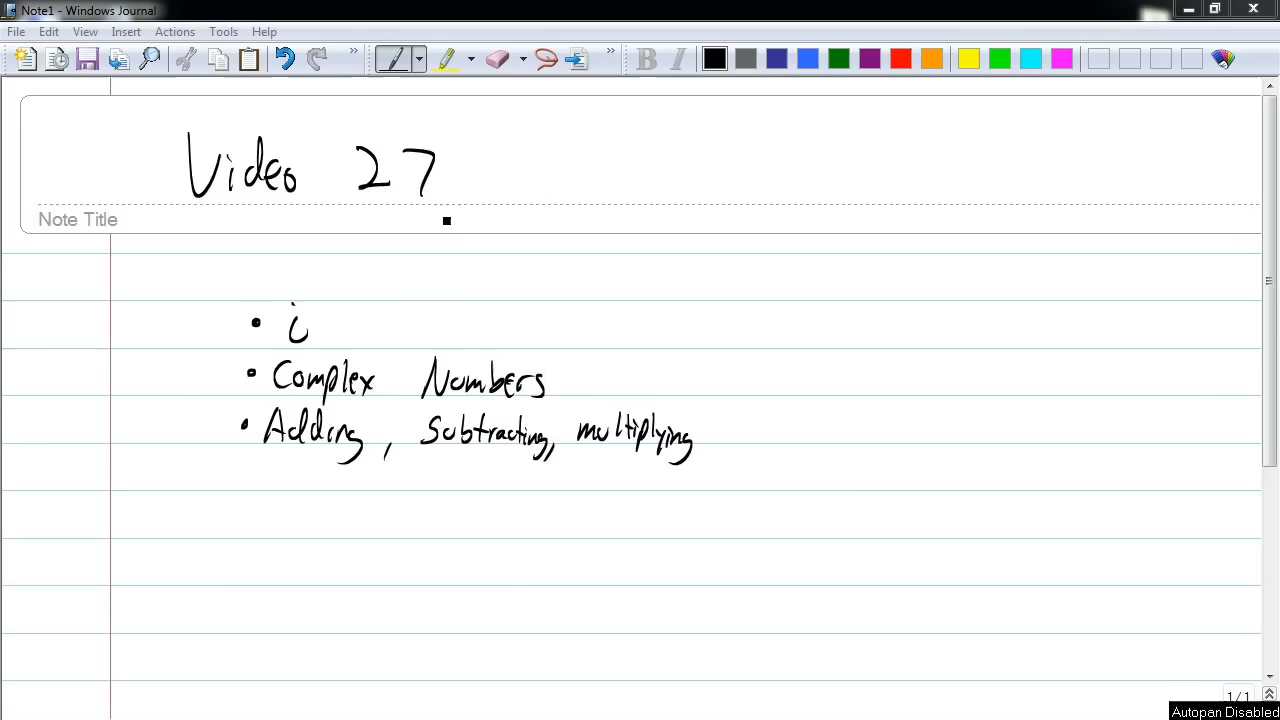 Note1 - Windows Journal
File Edit View Insert Actions Tools Help
B I
Video 27
Note Title
• i
• Complex Numbers
• Adding, Subtracting, multiplying
1/1
Autopan Disabled